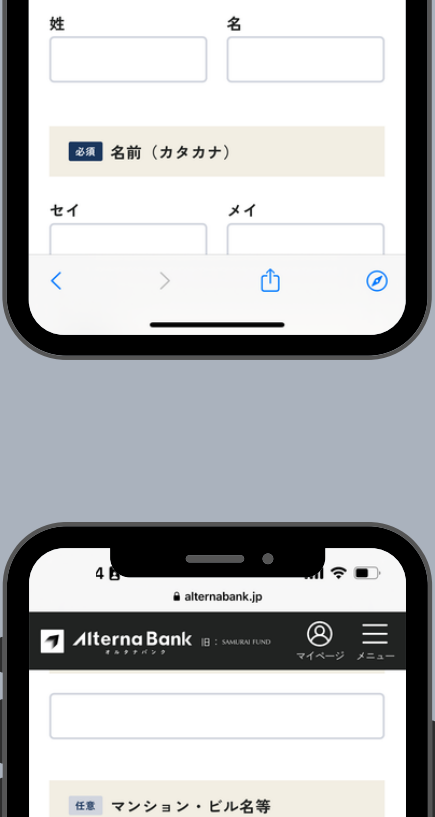 姓 名
必須 名前（カタカナ）
セイ メイ
alternabank.jp
AlternaBank 旧：SAMURAI FUND
オルタナバンク
マイページ メニュー
任意 マンション・ビル名等